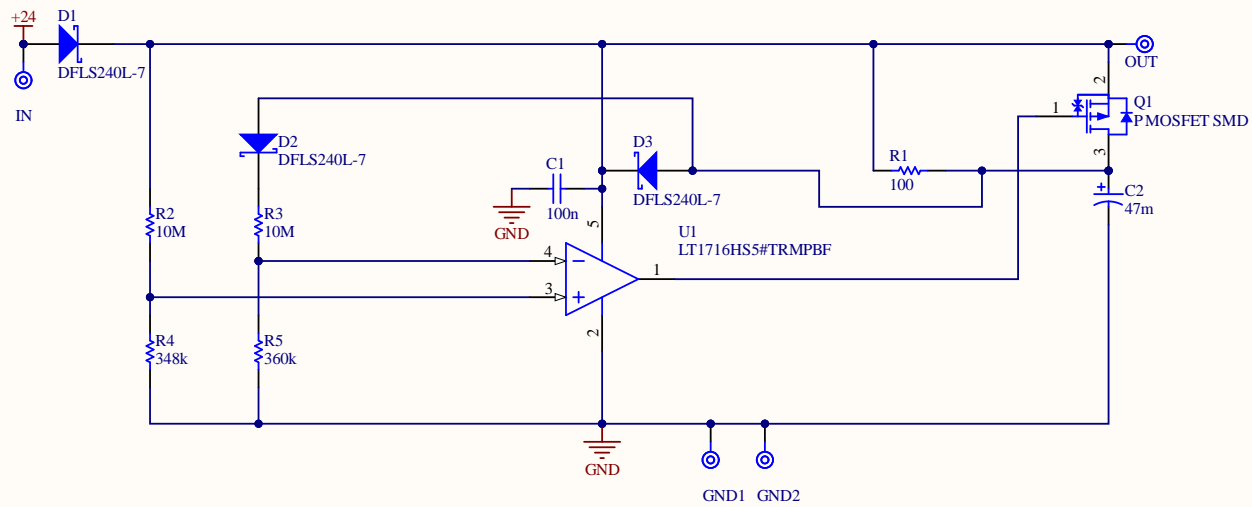 +24
D1
DFLS240L-7
IN
OUT
2
1
Q1
PMOSFET SMD
3
D2
DFLS240L-7
D3
DFLS240L-7
C1
100n
GND
R1
100
+
C2
47m
R2
10M
R3
10M
5
U1
LT1716HS5#TRMPBF
4
3
1
2
R4
348k
R5
360k
GND
GND1
GND2